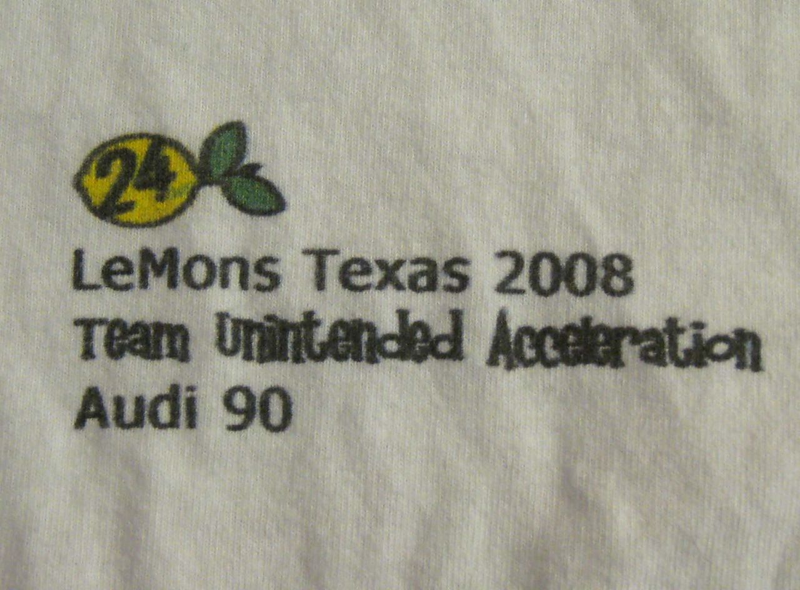 24
LeMons Texas 2008
Team Unintended Acceleration
Audi 90